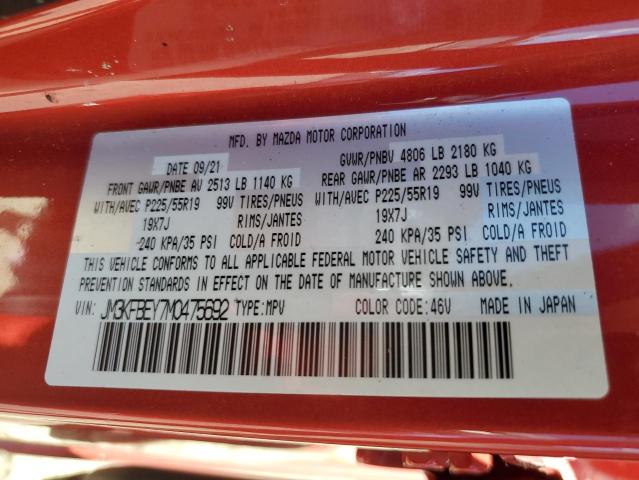 MFD. BY MAZDA MOTOR CORPORATION
DATE 09/21 GVWR/PNBV 4806 LB 2180 KG
FRONT GAWR/PNBE AV 2513 LB 1140 KG REAR GAWR/PNBE AR 2293 LB 1040 KG
WITH/AVEC P225/55R19 99V TIRES/PNEUS WITH/AVEC P225/55R19 99V TIRES/PNEUS
19X7J RIMS/JANTES 19X7J RIMS/JANTES
240 KPA/35 PSI COLD/A FROID 240 KPA/35 PSI COLD/A FROID
THIS VEHICLE CONFORMS TO ALL APPLICABLE FEDERAL MOTOR VEHICLE SAFETY AND THEFT
PREVENTION STANDARDS IN EFFECT ON THE DATE OF MANUFACTURE SHOWN ABOVE.
VIN: JM3KFBEY7M0475692 TYPE:MPV COLOR CODE:46V MADE IN JAPAN